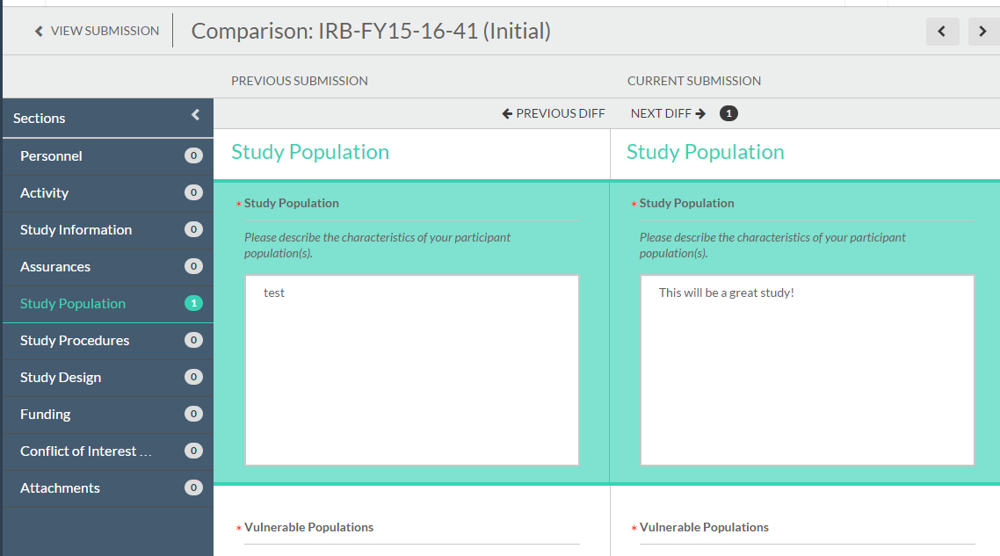 VIEW SUBMISSION
Comparison: IRB-FY15-16-41 (Initial)
PREVIOUS SUBMISSION
CURRENT SUBMISSION
Sections
PREVIOUS DIFF
NEXT DIFF 1
Personnel 0
Activity 0
Study Information 0
Assurances 0
Study Population 1
Study Procedures 0
Study Design 0
Funding 0
Conflict of Interest ... 0
Attachments 0
Study Population
* Study Population
Please describe the characteristics of your participant
population(s).
test
* Vulnerable Populations
Study Population
* Study Population
Please describe the characteristics of your participant
population(s).
This will be a great study!
* Vulnerable Populations